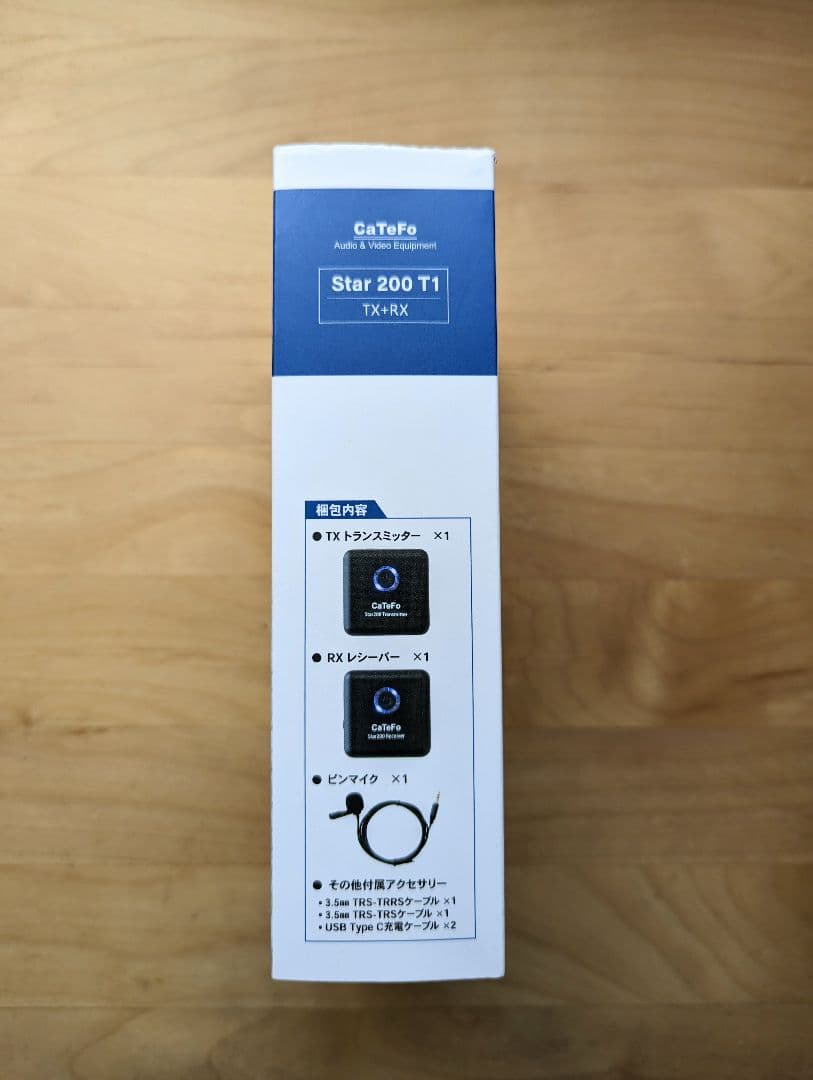 CaTeFo
Audio & Video Equipment
Star 200 T1
TX+RX
梱包内容
● TX トランスミッター ×1
CaTeFo
Star200 Transmitter
● RX レシーバー ×1
CaTeFo
Star200 Receiver
● ピンマイク ×1
● その他付属アクセサリー
・3.5㎜ TRS-TRRSケーブル ×1
・3.5㎜ TRS-TRSケーブル ×1
・USB Type C充電ケーブル ×2